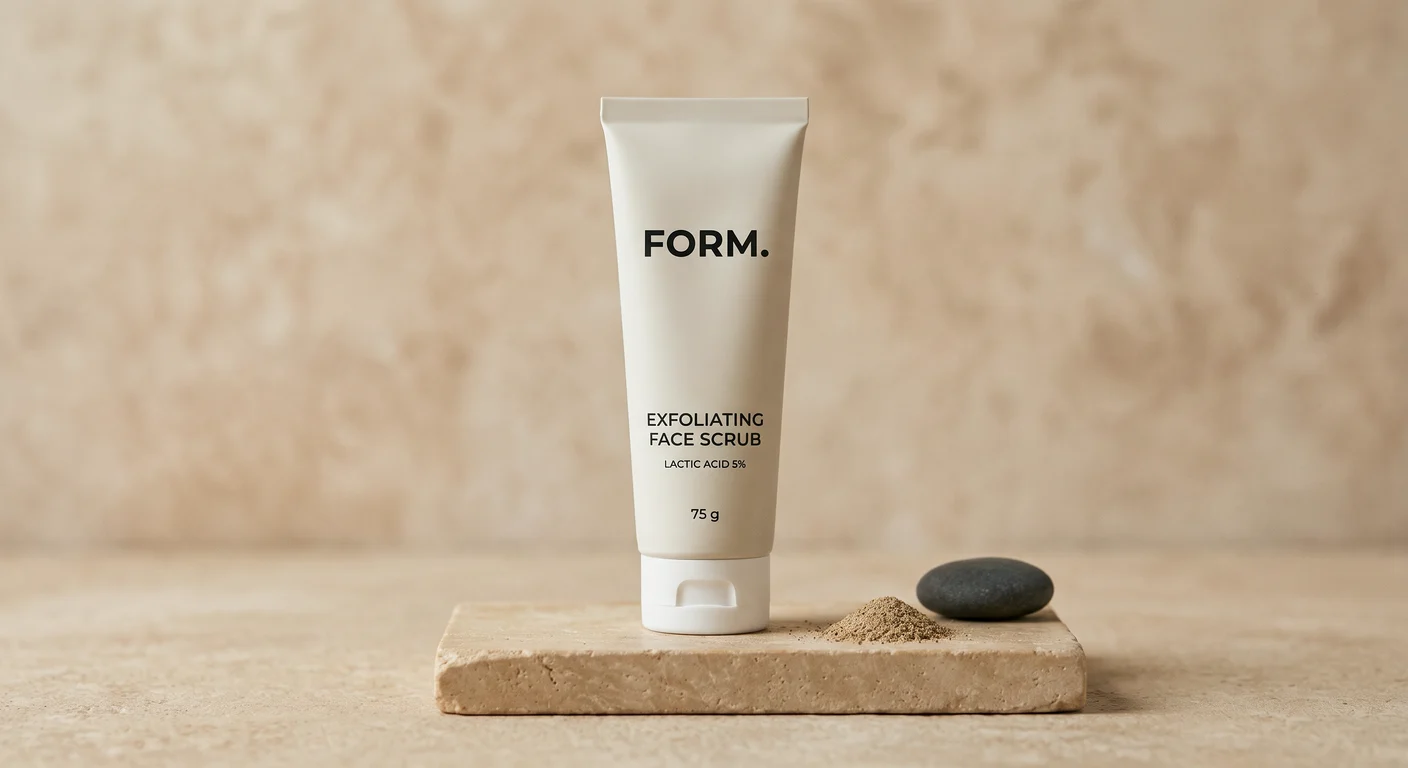 FORM.
EXFOLIATING
FACE SCRUB
LACTIC ACID 5%
75 g